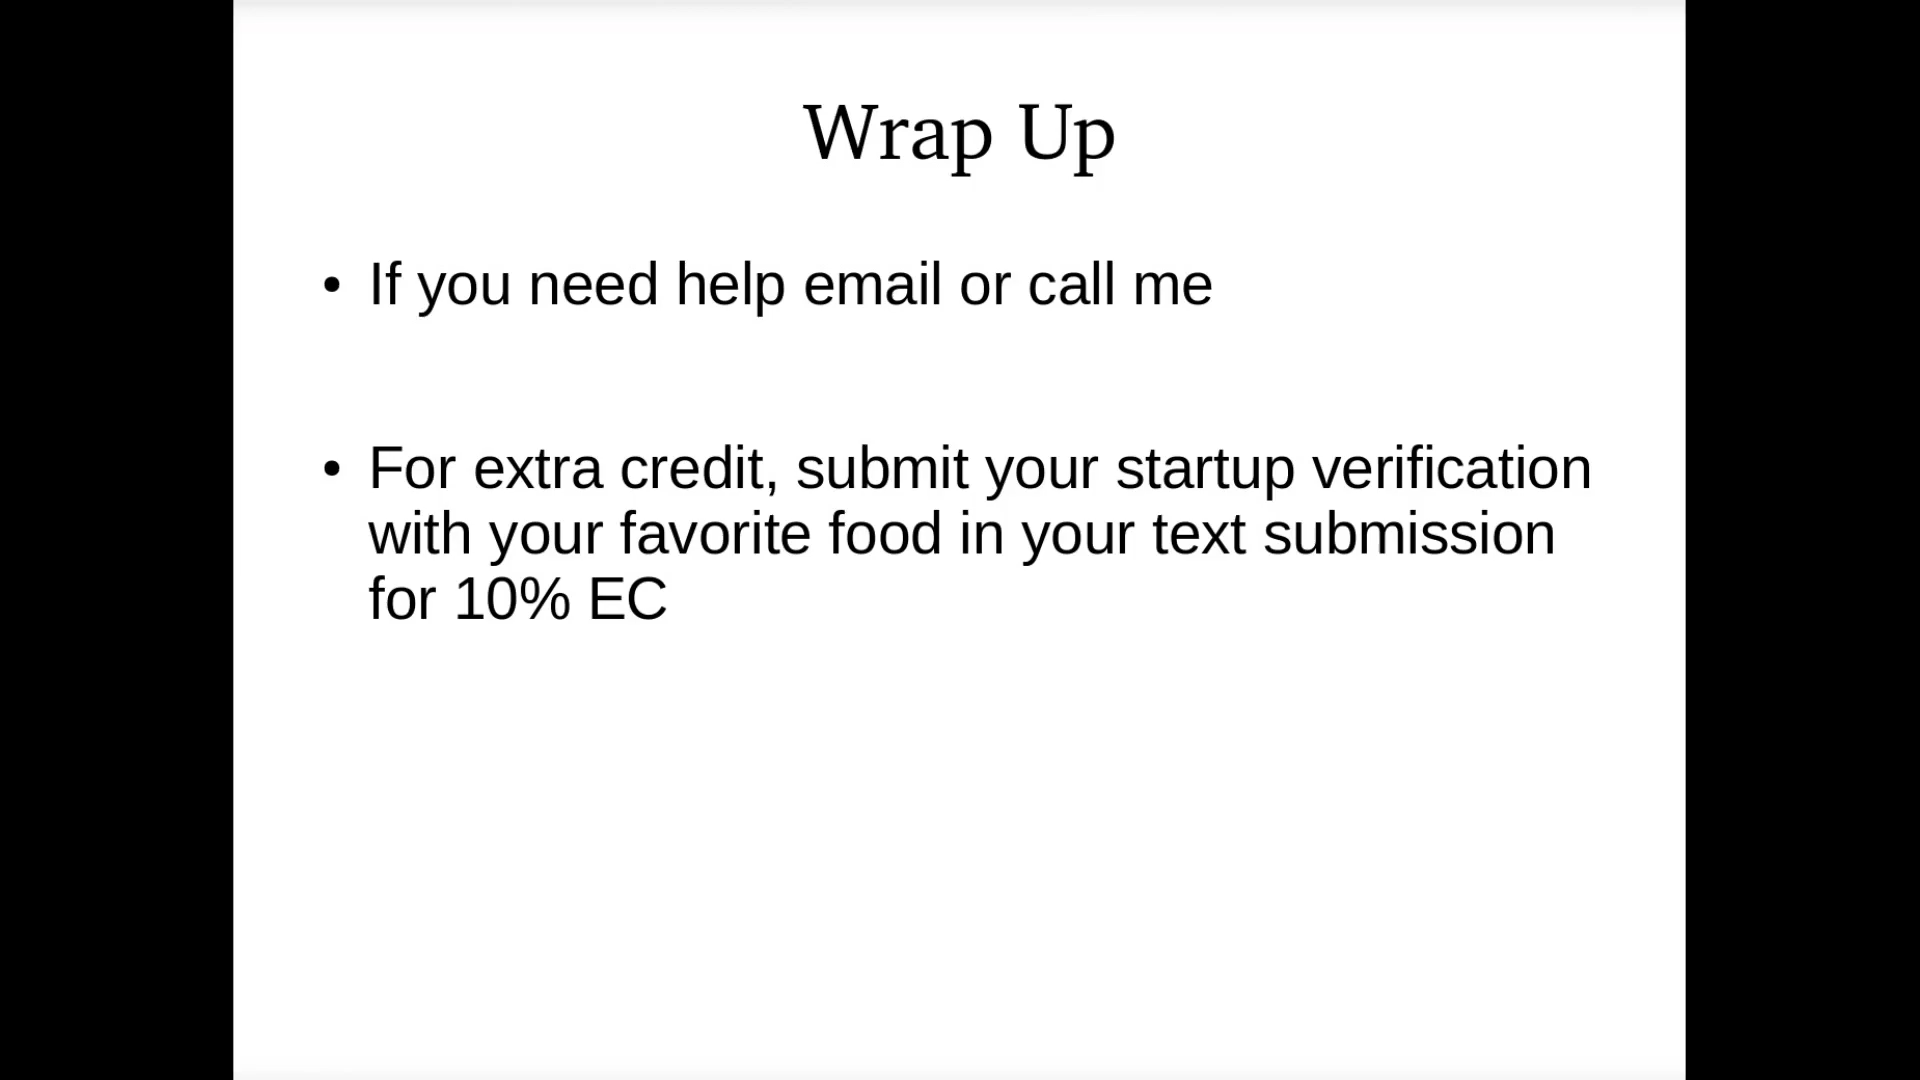 Wrap Up
• If you need help email or call me
• For extra credit, submit your startup verification
with your favorite food in your text submission
for 10% EC